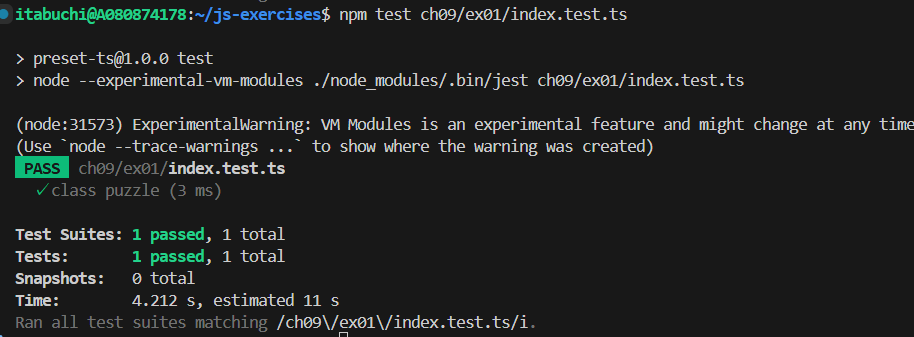 itabuchi@A080874178:~/js-exercises$ npm test ch09/ex01/index.test.ts
> preset-ts@1.0.0 test
> node --experimental-vm-modules ./node_modules/.bin/jest ch09/ex01/index.test.ts
(node:31573) ExperimentalWarning: VM Modules is an experimental feature and might change at any time
(Use `node --trace-warnings ...` to show where the warning was created)
PASS ch09/ex01/index.test.ts
✓class puzzle (3 ms)
Test Suites: 1 passed, 1 total
Tests: 1 passed, 1 total
Snapshots: 0 total
Time: 4.212 s, estimated 11 s
Ran all test suites matching /ch09\/ex01\/index.test.ts/i.